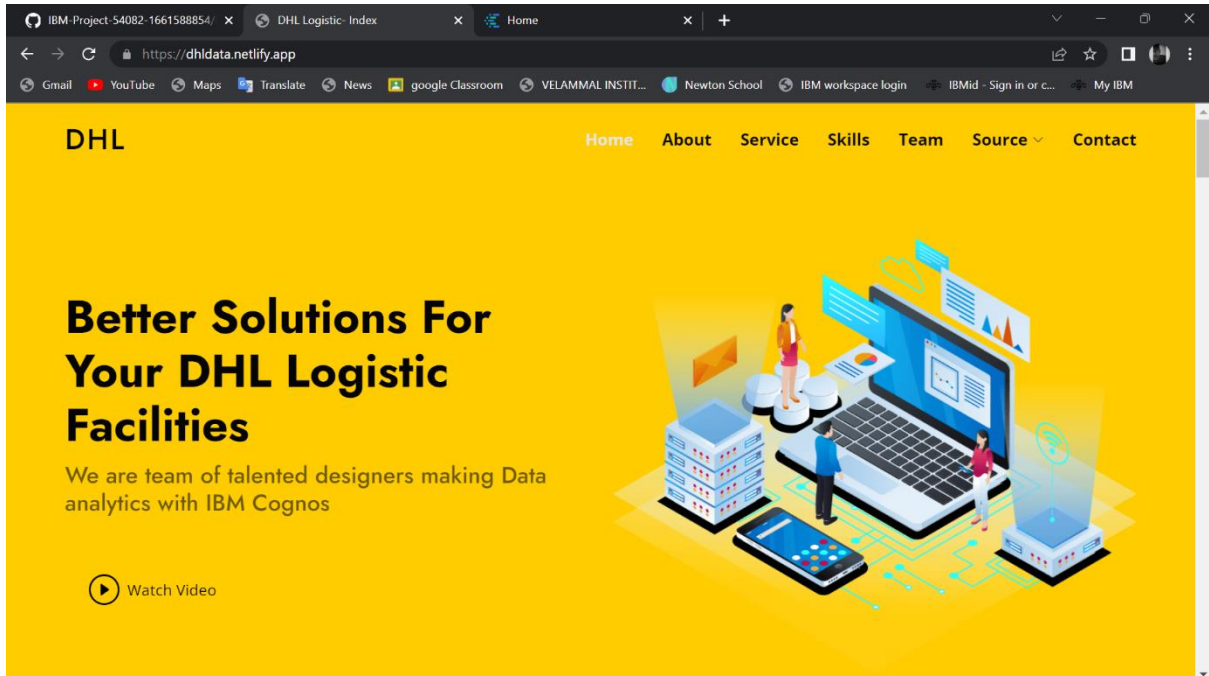 IBM-Project-54082-1661588854/
DHL Logistic- Index
Home
https://dhldata.netlify.app
Gmail
YouTube
Maps
Translate
News
google Classroom
VELAMMAL INSTIT...
Newton School
IBM workspace login
IBMid - Sign in or c...
My IBM
DHL
Home
About
Service
Skills
Team
Source
Contact
Better Solutions For
Your DHL Logistic
Facilities
We are team of talented designers making Data
analytics with IBM Cognos
Watch Video